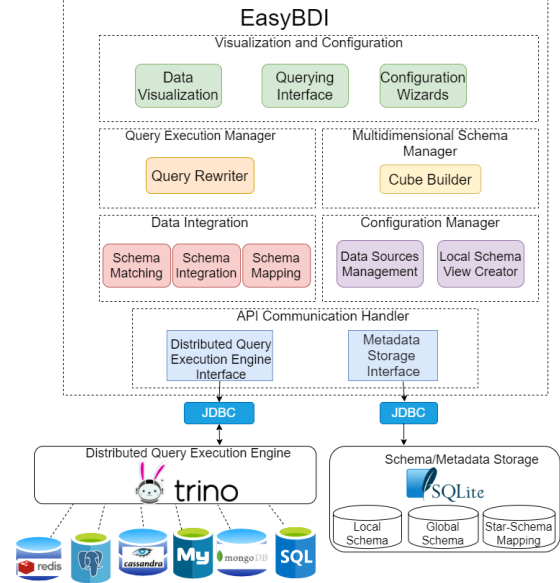 EasyBDI
Visualization and Configuration
Data
Visualization
Querying
Interface
Configuration
Wizards
Query Execution Manager
Query Rewriter
Multidimensional Schema
Manager
Cube Builder
Data Integration
Schema
Matching
Schema
Integration
Schema
Mapping
Configuration Manager
Data Sources
Management
Local Schema
View Creator
API Communication Handler
Distributed Query
Execution Engine
Interface
Metadata
Storage
Interface
JDBC
JDBC
Distributed Query Execution Engine
trino
Schema/Metadata Storage
SQLite
Local
Schema
Global
Schema
Star-Schema
Mapping
redis
cassandra
My
mongoDB
SQL